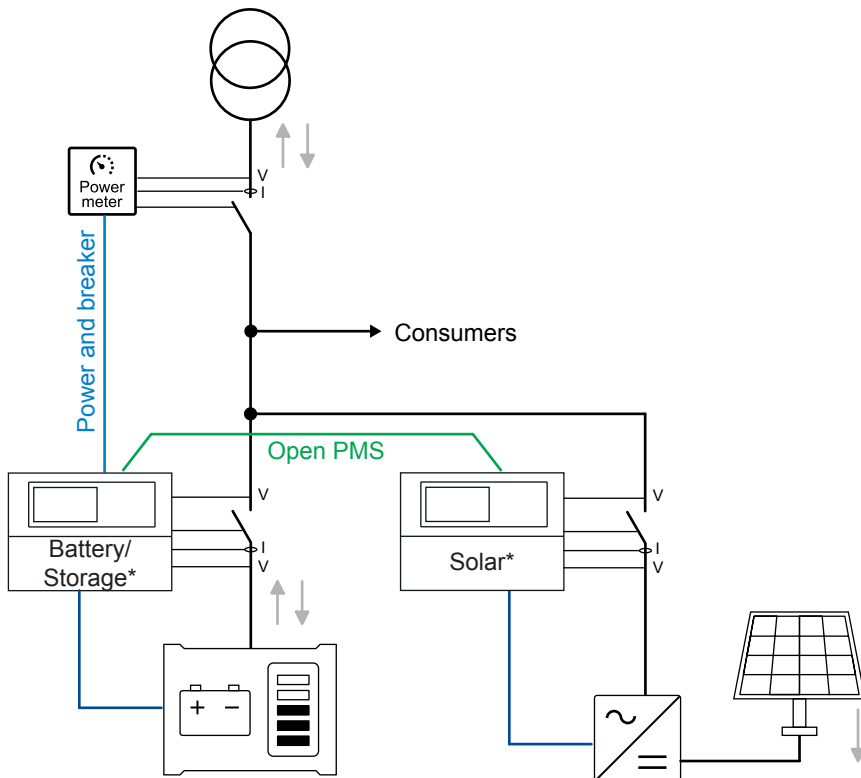 V
I
Power
meter
Power and breaker
Consumers
Open PMS
V
V
Battery/
Storage*
I
V
Solar*
I
V
+ −